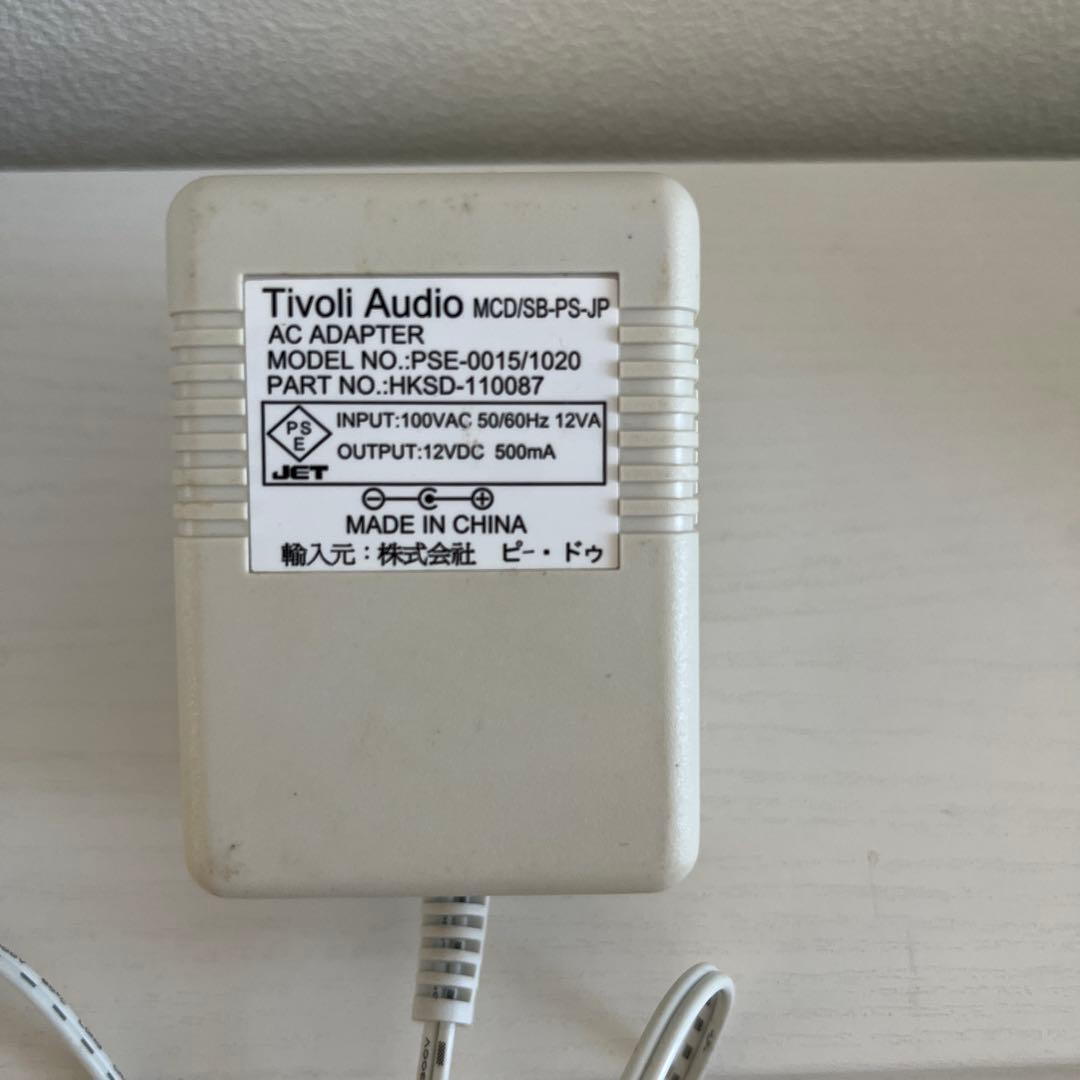 Tivoli Audio MCD/SB-PS-JP
AC ADAPTER
MODEL NO.:PSE-0015/1020
PART NO.:HKSD-110087
PSE INPUT:100VAC 50/60Hz 12VA
JET OUTPUT:12VDC 500mA
MADE IN CHINA
輸入元：株式会社 ピー・ドゥ